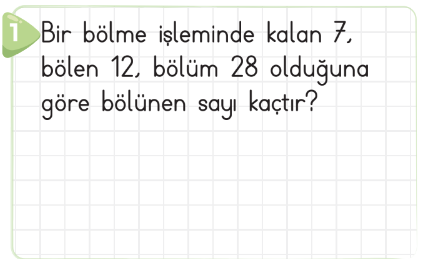 1
Bir bölme işleminde kalan 7,
bölen 12, bölüm 28 olduğuna
göre bölünen sayı kaçtır?